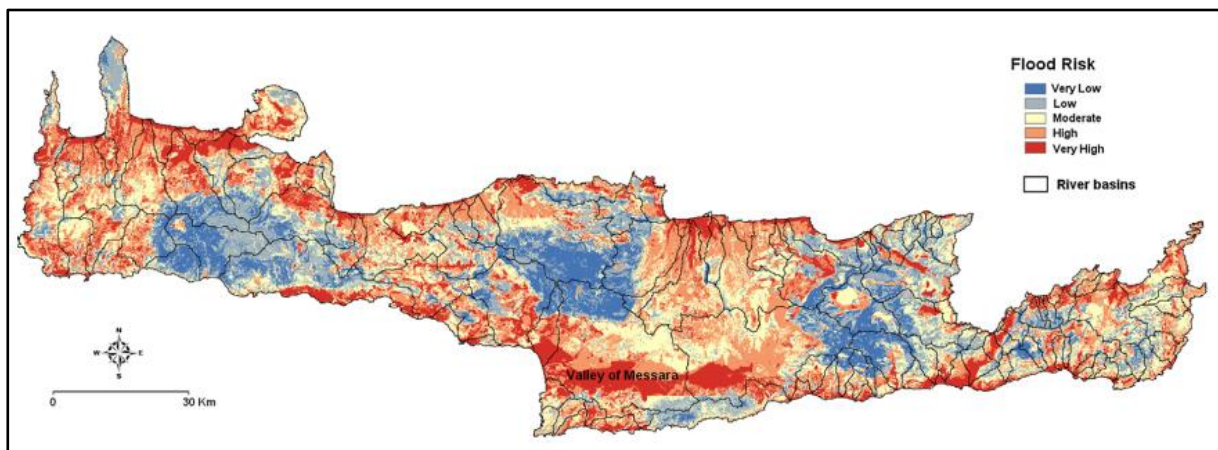 Flood Risk
Very Low
Low
Moderate
High
Very High
River basins
Valley of Messara
N
W E
S
0 30 Km